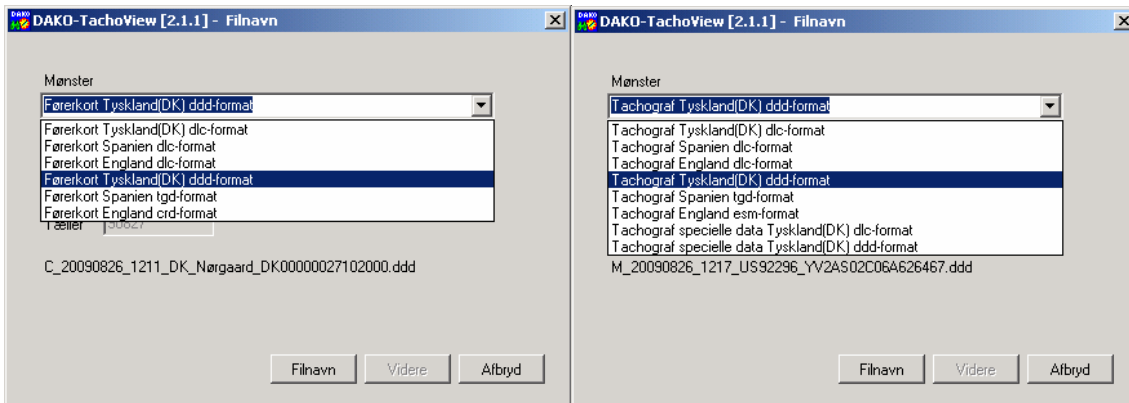 DAKO-TachoView [2.1.1] - Filnavn
Mønster
Førerkort Tyskland(DK) ddd-format
Førerkort Tyskland(DK) dlc-format
Førerkort Spanien dlc-format
Førerkort England dlc-format
Førerkort Tyskland(DK) ddd-format
Førerkort Spanien tgd-format
Førerkort England crd-format
Tæller 50827
C_20090826_1211_DK_Nørgaard_DK00000027102000.ddd
Filnavn Videre Afbryd
DAKO-TachoView [2.1.1] - Filnavn
Mønster
Tachograf Tyskland(DK) ddd-format
Tachograf Tyskland(DK) dlc-format
Tachograf Spanien dlc-format
Tachograf England dlc-format
Tachograf Tyskland(DK) ddd-format
Tachograf Spanien tgd-format
Tachograf England esm-format
Tachograf specielle data Tyskland(DK) dlc-format
Tachograf specielle data Tyskland(DK) ddd-format
M_20090826_1217_US92296_YV2AS02C06A626467.ddd
Filnavn Videre Afbryd